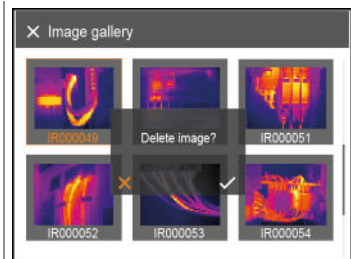 Image gallery
Delete image?
IR000049
IR000051
IR000052
IR000053
IR000054